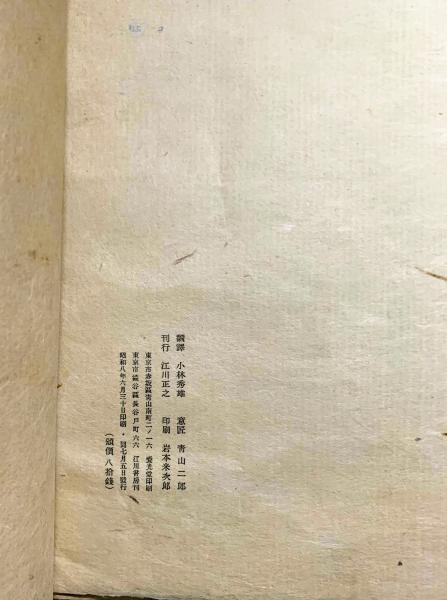 翻譯 小林秀雄 意匠 青山二郎
刊行 江川正之 印刷 岩本米次郎
東京市赤坂區青山南町二ノ一六 愛光堂印刷
東京市澁谷區長谷戸町六六 江川書房刊
昭和八年六月三十日印刷・同七月五日發行
(頒價八拾錢)